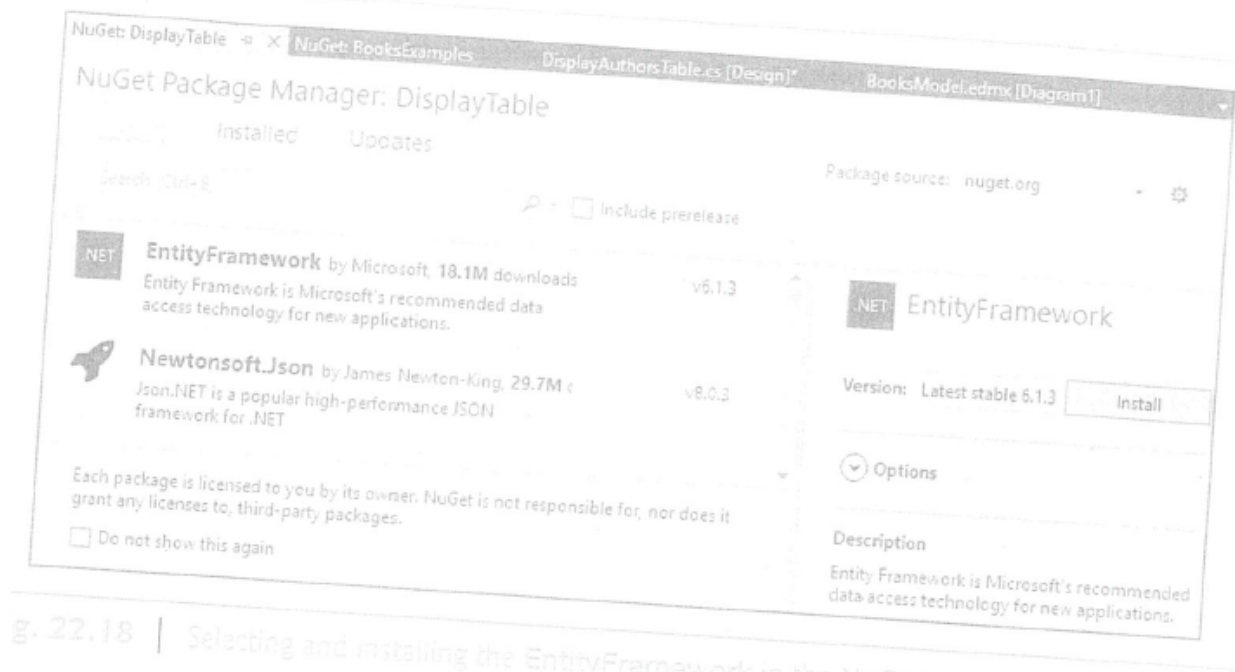 NuGet: DisplayTable
NuGet: BooksExamples
DisplayAuthorsTable.cs [Design]*
BooksModel.edmx [Diagram1]
NuGet Package Manager: DisplayTable
Installed Updates
Package source: nuget.org
Search (Ctrl+E)
Include prerelease
.NET
EntityFramework by Microsoft, 18.1M downloads
v6.1.3
Entity Framework is Microsoft's recommended data
access technology for new applications.
Newtonsoft.Json by James Newton-King, 29.7M
v8.0.3
Json.NET is a popular high-performance JSON
framework for .NET
Each package is licensed to you by its owner. NuGet is not responsible for, nor does it
grant any licenses to, third-party packages.
Do not show this again
.NET EntityFramework
Version: Latest stable 6.1.3 Install
Options
Description
Entity Framework is Microsoft's recommended
data access technology for new applications.
g. 22.18 | Selecting and installing the EntityFramework in the